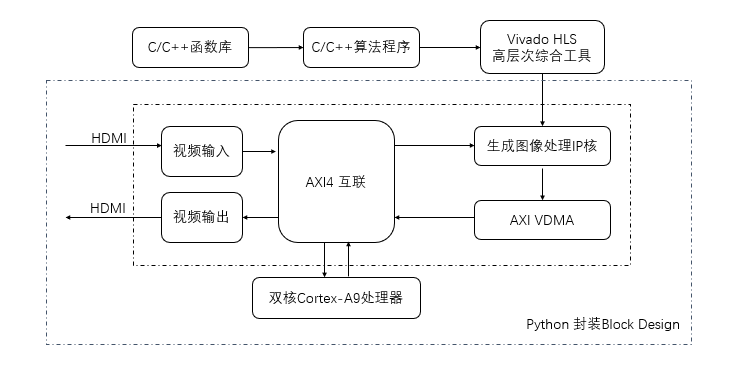 C/C++函数库
C/C++算法程序
Vivado HLS
高层次综合工具
HDMI
视频输入
AXI4 互联
生成图像处理IP核
HDMI
视频输出
AXI VDMA
双核Cortex-A9处理器
Python 封装Block Design